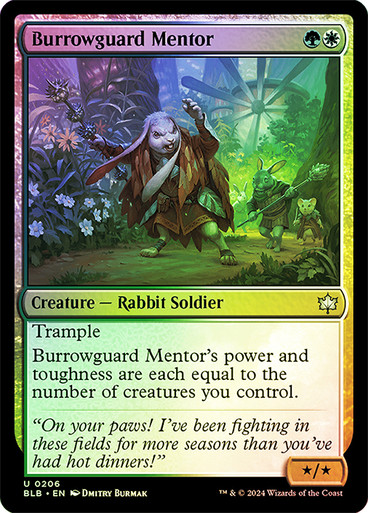 Burrowguard Mentor
Creature — Rabbit Soldier
Trample
Burrowguard Mentor's power and
toughness are each equal to the
number of creatures you control.
"On your paws! I've been fighting in
these fields for more seasons than you've
had hot dinners!"
★/★
U 0206
BLB • EN Dmitry Burmak
™ & © 2024 Wizards of the Coast